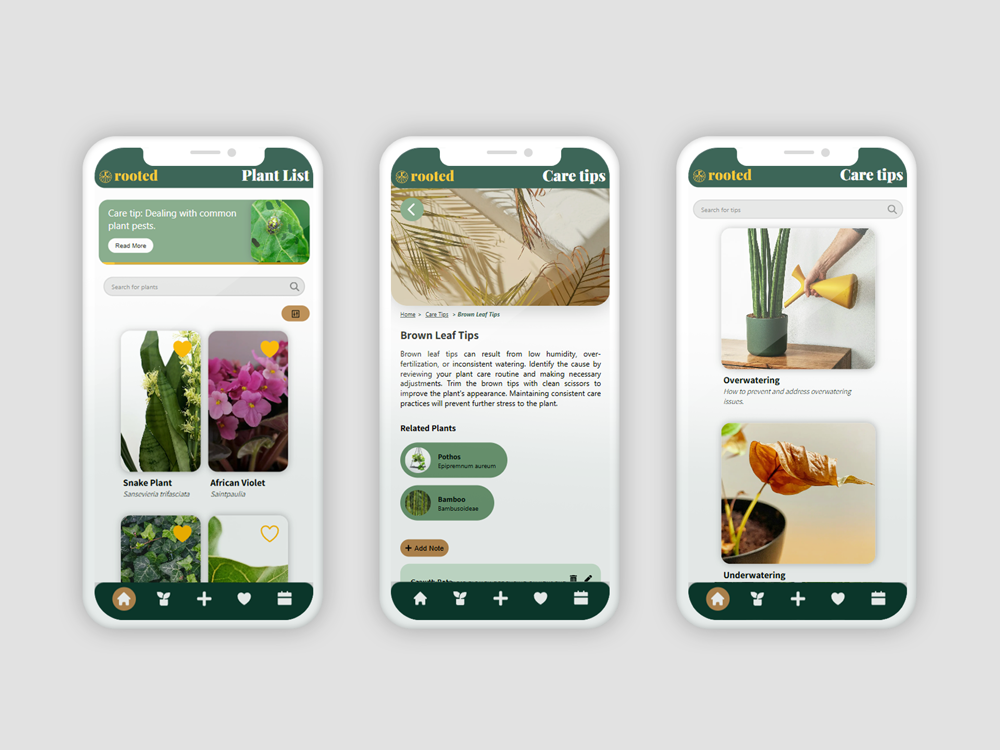 rooted
Plant List
Care tip: Dealing with common
plant pests.
Read More
Search for plants
Snake Plant
Sansevieria trifasciata
African Violet
Saintpaulia
rooted
Care tips
Home > Care Tips > Brown Leaf Tips
Brown Leaf Tips
Brown leaf tips can result from low humidity, over-
fertilization, or inconsistent watering. Identify the cause by
reviewing your plant care routine and making necessary
adjustments. Trim the brown tips with clean scissors to
improve the plant's appearance. Maintaining consistent care
practices will prevent further stress to the plant.
Related Plants
Pothos
Epipremnum aureum
Bamboo
Bambusoideae
+ Add Note
rooted
Care tips
Search for tips
Overwatering
How to prevent and address overwatering
issues.
Underwatering